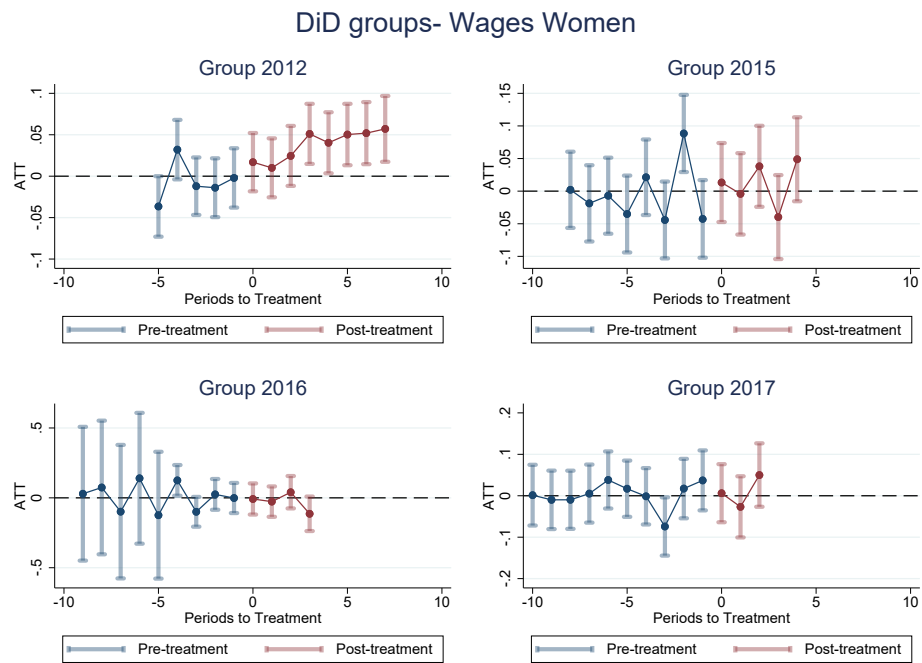 DiD groups- Wages Women
Group 2012
ATT
.1
.05
0
-.05
-.1
-10 -5 0 5 10
Periods to Treatment
Pre-treatment Post-treatment
Group 2015
ATT
.15
.1
.05
0
-.05
-.1
-10 -5 0 5 10
Periods to Treatment
Pre-treatment Post-treatment
Group 2016
ATT
.5
0
-.5
-10 -5 0 5 10
Periods to Treatment
Pre-treatment Post-treatment
Group 2017
ATT
.2
.1
0
-.1
-.2
-10 -5 0 5 10
Periods to Treatment
Pre-treatment Post-treatment